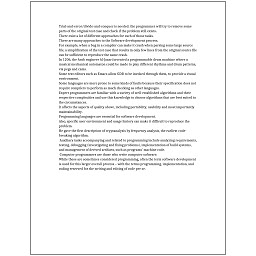 Trial-and-error/divide-and-conquer is needed: the programmer will try to remove some
parts of the original test case and check if the problem still exists.
There exist a lot of different approaches for each of those tasks.
There are many approaches to the Software development process.
For example, when a bug in a compiler can make it crash when parsing some large source
file, a simplification of the test case that results in only few lines from the original source file
can be sufficient to reproduce the same crash.
In 1206, the Arab engineer Al-Jazari invented a programmable drum machine where a
musical mechanical automaton could be made to play different rhythms and drum patterns,
via pegs and cams.
Some text editors such as Emacs allow GDB to be invoked through them, to provide a visual
environment.
Some languages are more prone to some kinds of faults because their specification does not
require compilers to perform as much checking as other languages.
Expert programmers are familiar with a variety of well-established algorithms and their
respective complexities and use this knowledge to choose algorithms that are best suited to
the circumstances.
It affects the aspects of quality above, including portability, usability and most importantly
maintainability.
Programming languages are essential for software development.
Also, specific user environment and usage history can make it difficult to reproduce the
problem.
He gave the first description of cryptanalysis by frequency analysis, the earliest code-
breaking algorithm.
Auxiliary tasks accompanying and related to programming include analyzing requirements,
testing, debugging (investigating and fixing problems), implementation of build systems,
and management of derived artifacts, such as programs' machine code.
Computer programmers are those who write computer software.
While these are sometimes considered programming, often the term software development
is used for this larger overall process – with the terms programming, implementation, and
coding reserved for the writing and editing of code per se.